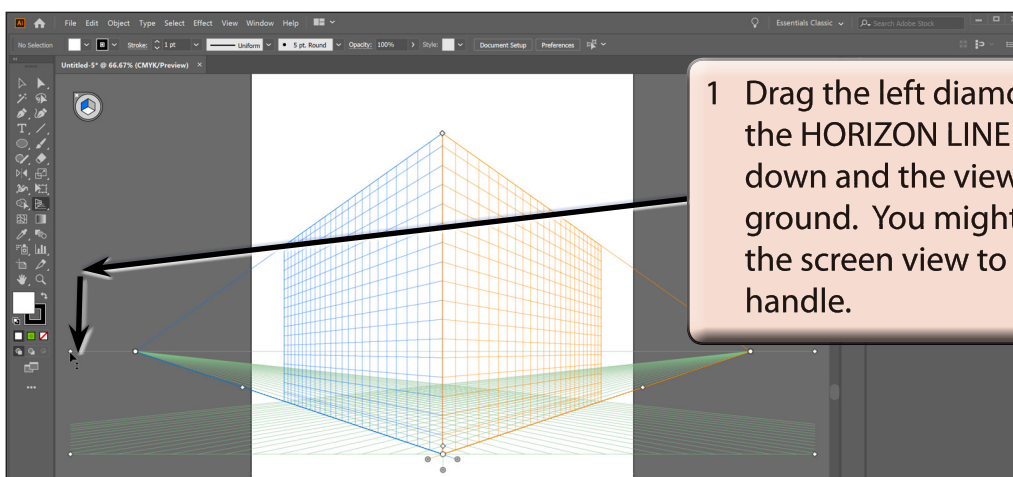 Ai File Edit Object Type Select Effect View Window Help Essentials Classic Search Adobe Stock
No Selection Stroke: 1 pt Uniform 5 pt. Round Opacity: 100% Style: Document Setup Preferences
Untitled-5* @ 66.67% (CMYK/Preview) ×
1 Drag the left diamo
the HORIZON LINE
down and the view
ground. You might
the screen view to
handle.